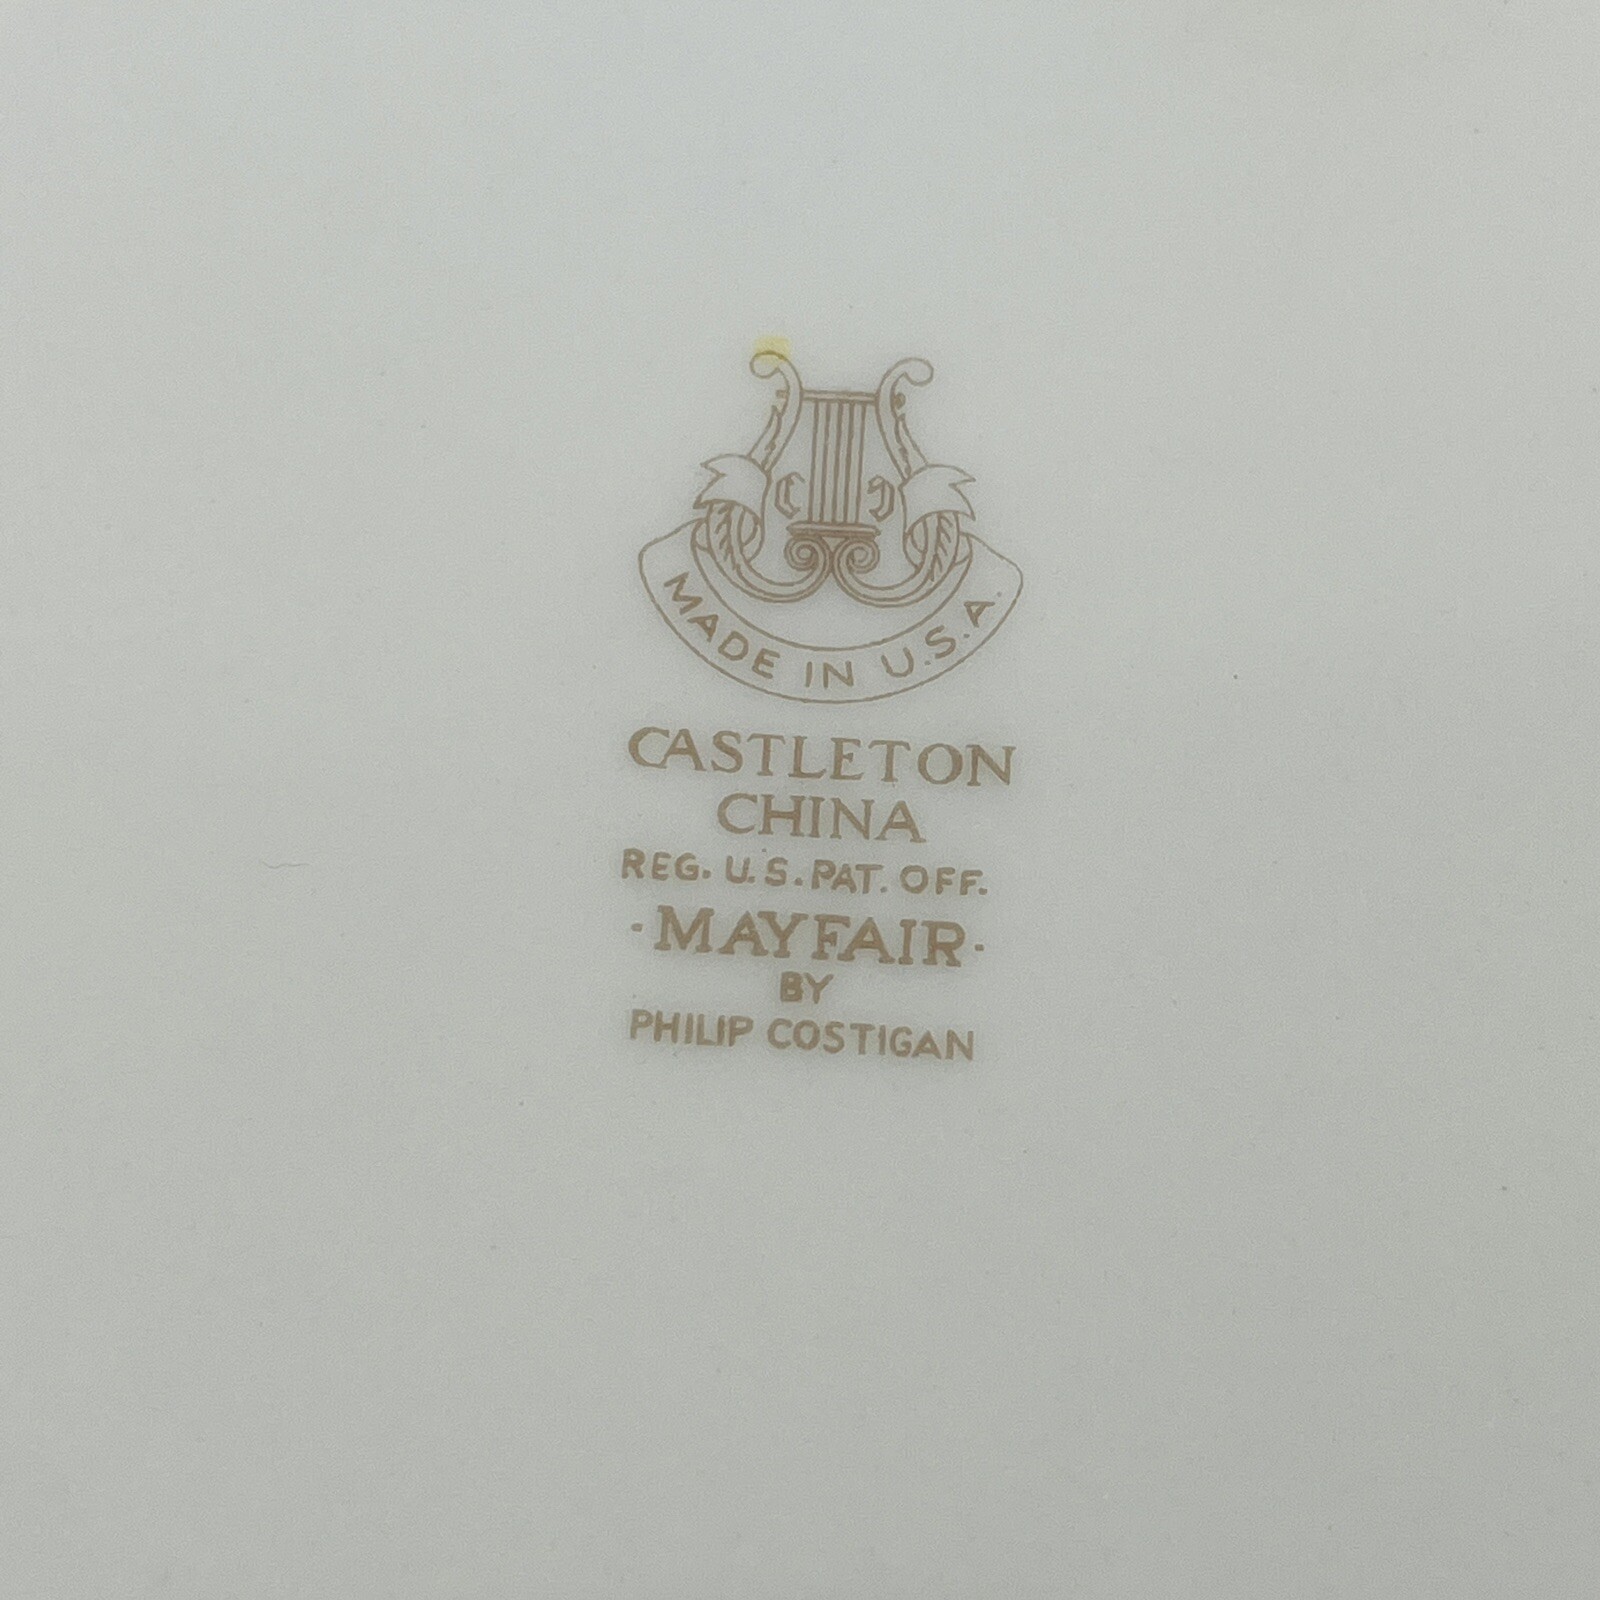 C C
MADE IN U.S.A.
CASTLETON
CHINA
REG. U.S. PAT. OFF.
·MAYFAIR·
BY
PHILIP COSTIGAN